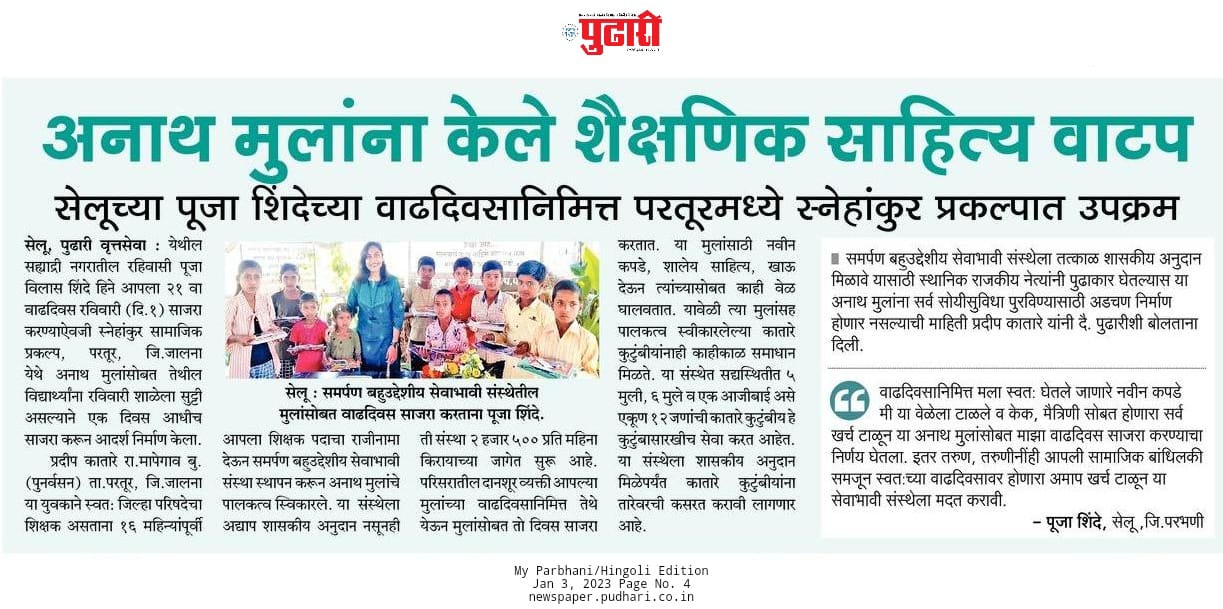 पुढारी
अनाथ मुलांना केले शैक्षणिक साहित्य वाटप
सेलूच्या पूजा शिंदेच्या वाढदिवसानिमित्त परतूरमध्ये स्नेहांकुर प्रकल्पात उपक्रम
सेलू, पुढारी वृत्तसेवा : येथील
सह्याद्री नगरातील रहिवासी पूजा
विलास शिंदे हिने आपला २१ वा
वाढदिवस रविवारी (दि.१) साजरा
करण्याऐवजी स्नेहांकुर सामाजिक
प्रकल्प, परतूर, जि.जालना
येथे अनाथ मुलांसोबत तेथील
विद्यार्थ्यांना रविवारी शाळेला सुट्टी
असल्याने एक दिवस आधीच
साजरा करून आदर्श निर्माण केला.
प्रदीप कातारे रा.मापेगाव बु.
(पुनर्वसन) ता.परतूर, जि.जालना
या युवकाने स्वत: जिल्हा परिषदेचा
शिक्षक असताना १६ महिन्यांपूर्वी
सेलू : समर्पण बहुउद्देशीय सेवाभावी संस्थेतील
मुलांसोबत वाढदिवस साजरा करताना पूजा शिंदे.
आपला शिक्षक पदाचा राजीनामा
देऊन समर्पण बहुउद्देशीय सेवाभावी
संस्था स्थापन करून अनाथ मुलांचे
पालकत्व स्विकारले. या संस्थेला
अद्याप शासकीय अनुदान नसूनही
ती संस्था २ हजार ५०० प्रति महिना
किरायाच्या जागेत सुरू आहे.
परिसरातील दानशूर व्यक्ती आपल्या
मुलांच्या वाढदिवसानिमित्त तेथे
येऊन मुलांसोबत तो दिवस साजरा
करतात. या मुलांसाठी नवीन
कपडे, शालेय साहित्य, खाऊ
देऊन त्यांच्यासोबत काही वेळ
घालवतात. यावेळी त्या मुलांसह
पालकत्व स्वीकारलेल्या कातारे
कुटुंबीयांनाही काहीकाळ समाधान
मिळते. या संस्थेत सद्यस्थितीत ५
मुली, ६ मुले व एक आजीबाई असे
एकूण १२ जणांची कातारे कुटुंबीय हे
कुटुंबासारखीच सेवा करत आहेत.
या संस्थेला शासकीय अनुदान
मिळेपर्यंत कातारे कुटुंबीयांना
तारेवरची कसरत करावी लागणार
आहे.
समर्पण बहुउद्देशीय सेवाभावी संस्थेला तत्काळ शासकीय अनुदान
मिळावे यासाठी स्थानिक राजकीय नेत्यांनी पुढाकार घेतल्यास या
अनाथ मुलांना सर्व सोयीसुविधा पुरविण्यासाठी अडचण निर्माण
होणार नसल्याची माहिती प्रदीप कातारे यांनी दै. पुढारीशी बोलताना
दिली.
वाढदिवसानिमित्त मला स्वत: घेतले जाणारे नवीन कपडे
मी या वेळेला टाळले व केक, मैत्रिणी सोबत होणारा सर्व
खर्च टाळून या अनाथ मुलांसोबत माझा वाढदिवस साजरा करण्याचा
निर्णय घेतला. इतर तरुण, तरुणीनींही आपली सामाजिक बांधिलकी
समजून स्वत:च्या वाढदिवसावर होणारा अमाप खर्च टाळून या
सेवाभावी संस्थेला मदत करावी.
– पूजा शिंदे, सेलू ,जि.परभणी
My Parbhani/Hingoli Edition
Jan 3, 2023 Page No. 4
newspaper.pudhari.co.in